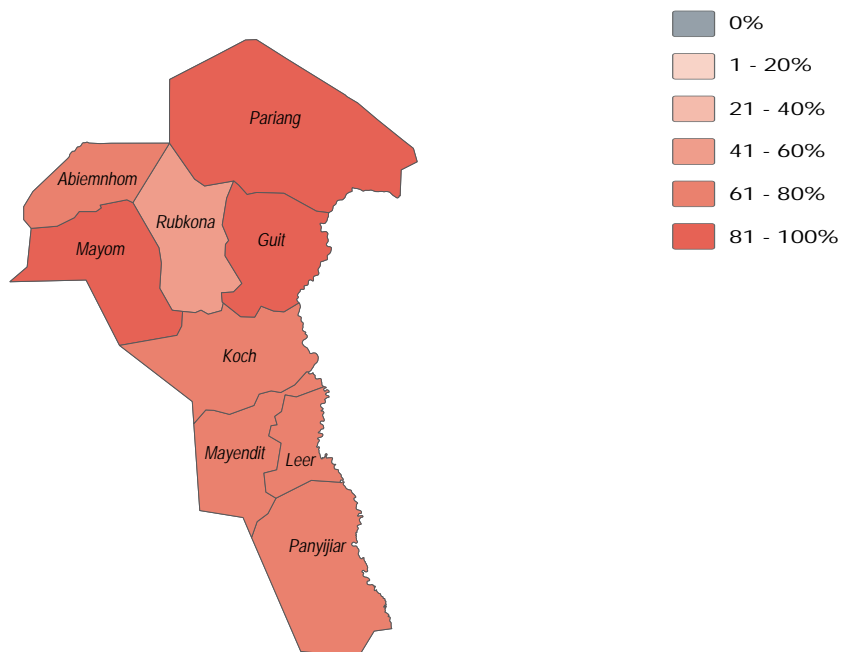 0%
1 - 20%
21 - 40%
41 - 60%
61 - 80%
81 - 100%
Pariang
Abiemnhom
Rubkona
Mayom
Guit
Koch
Mayendit
Leer
Panyijiar